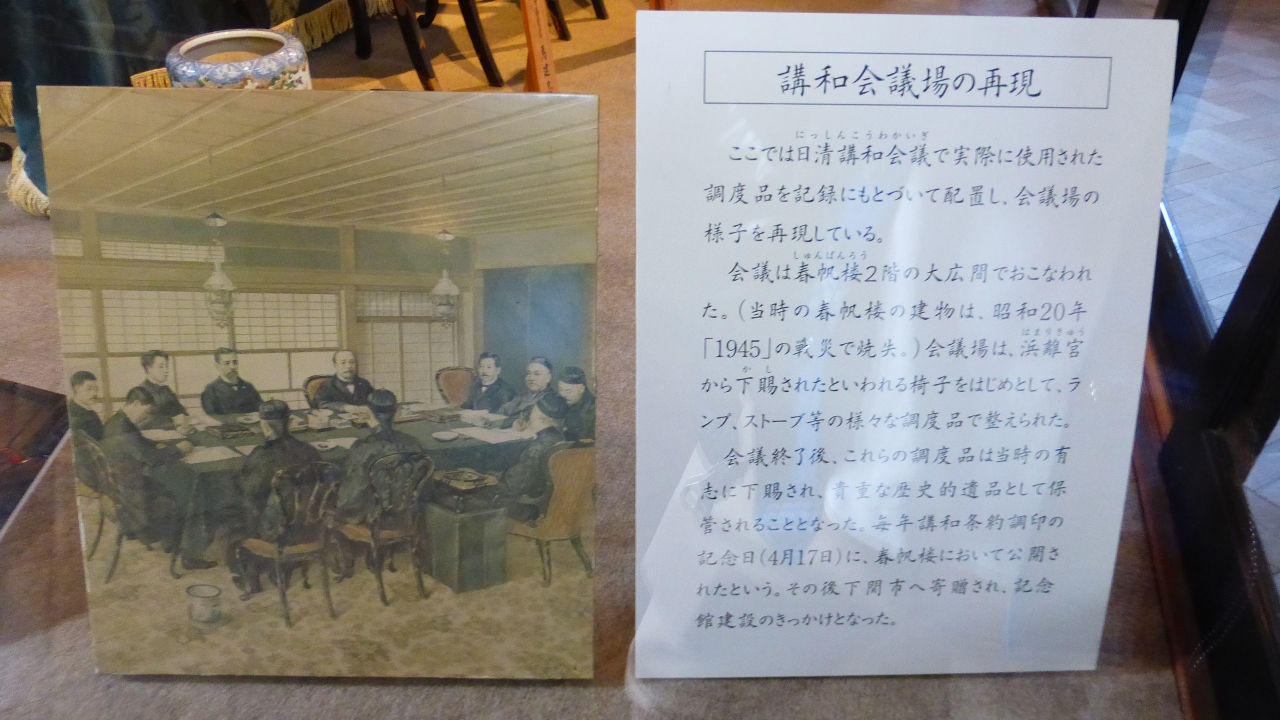 講和会議場の再現
にっしんこうわかいぎ
ここでは日清講和会議で実際に使用された
調度品を記録にもとづいて配置し、会議場の
様子を再現している。
しゅんぱんろう
会議は春帆楼2階の大広間でおこなわれ
た。(当時の春帆楼の建物は、昭和20年
「1945」の戦災で焼失。)会議場は、浜離宮
はまりきゅう
かし
から下賜されたといわれる椅子をはじめとして、ラ
ンプ、ストーブ等の様々な調度品で整えられた。
会議終了後、これらの調度品は当時の有
志に下賜され、貴重な歴史的遺品として保
管されることとなった。毎年講和条約調印の
記念日(4月17日)に、春帆楼において公開さ
れたという。その後下関市へ寄贈され、記念
館建設のきっかけとなった。